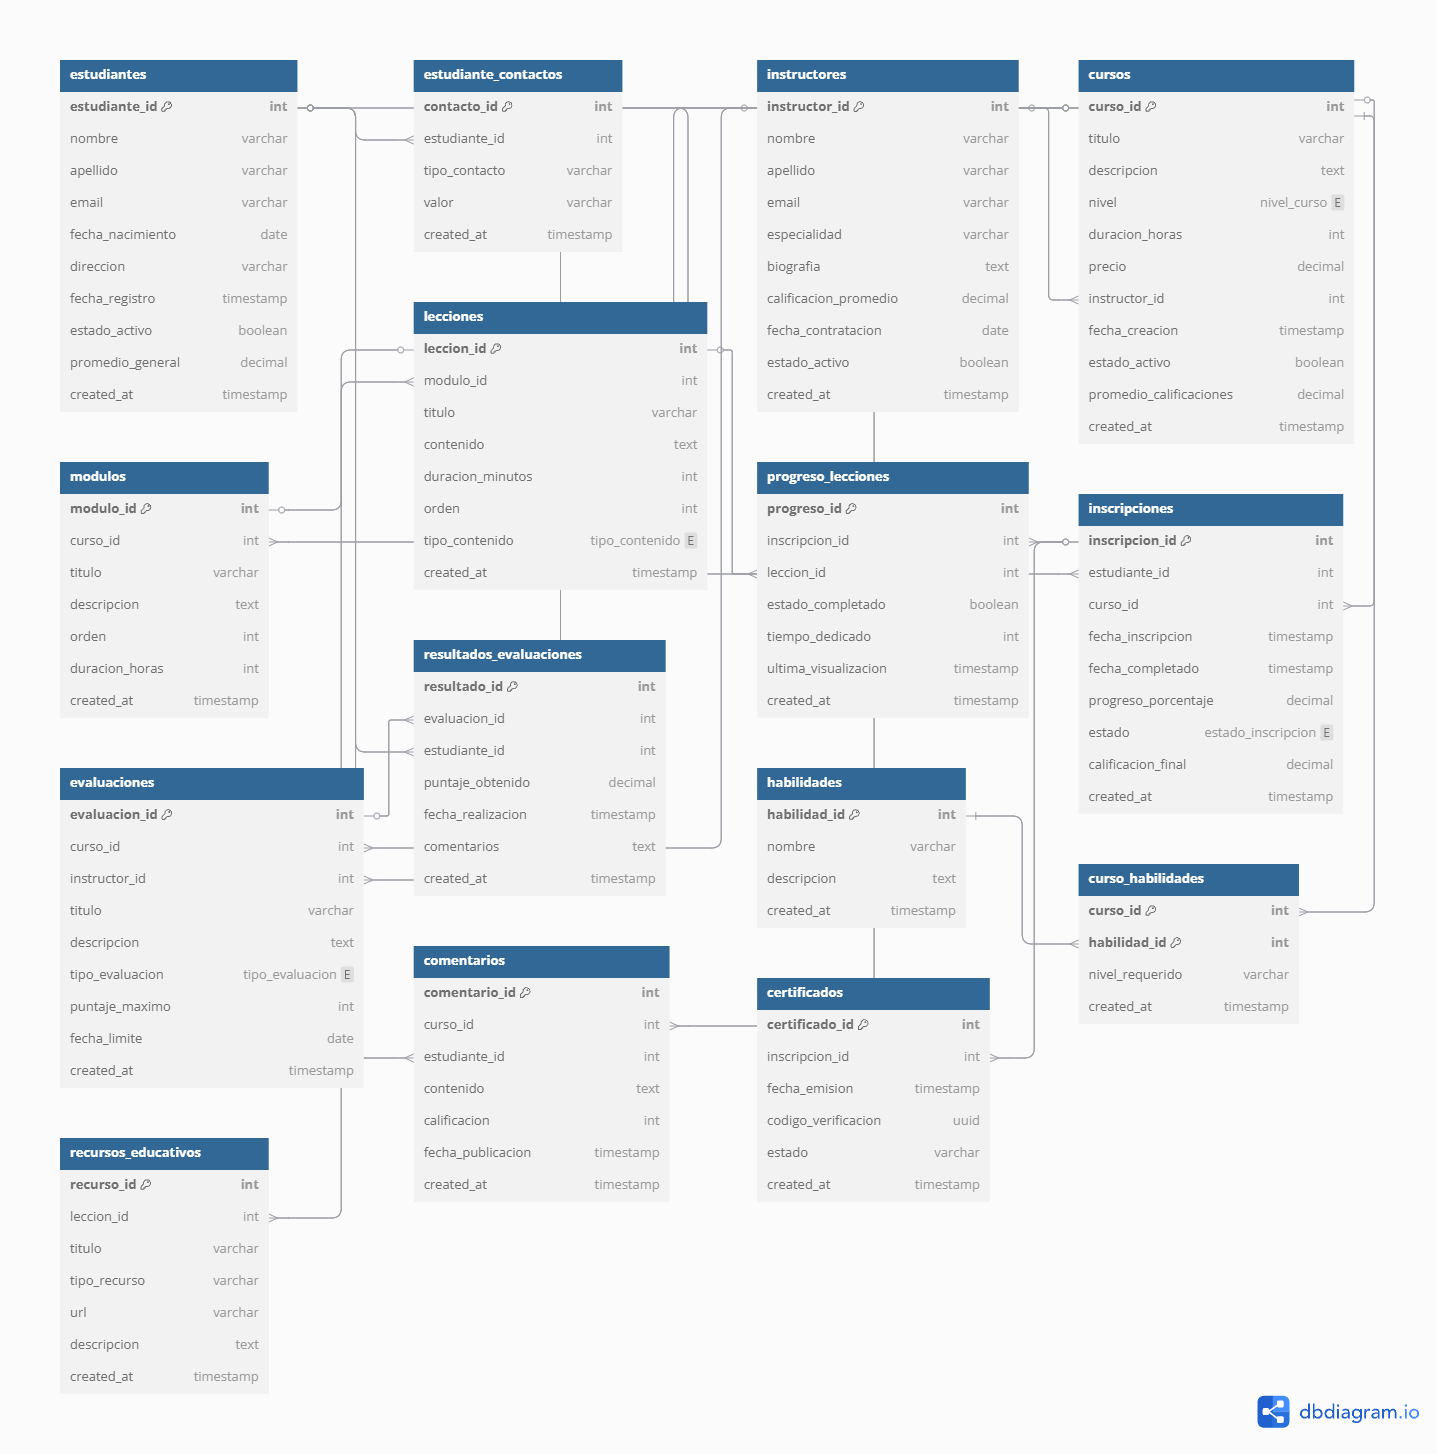 estudiantes
estudiante_id int
nombre varchar
apellido varchar
email varchar
fecha_nacimiento date
direccion varchar
fecha_registro timestamp
estado_activo boolean
promedio_general decimal
created_at timestamp
estudiante_contactos
contacto_id int
estudiante_id int
tipo_contacto varchar
valor varchar
created_at timestamp
instructores
instructor_id int
nombre varchar
apellido varchar
email varchar
especialidad varchar
biografia text
calificacion_promedio decimal
fecha_contratacion date
estado_activo boolean
created_at timestamp
cursos
curso_id int
titulo varchar
descripcion text
nivel nivel_curso E
duracion_horas int
precio decimal
instructor_id int
fecha_creacion timestamp
estado_activo boolean
promedio_calificaciones decimal
created_at timestamp
lecciones
leccion_id int
modulo_id int
titulo varchar
contenido text
duracion_minutos int
orden int
tipo_contenido tipo_contenido E
created_at timestamp
modulos
modulo_id int
curso_id int
titulo varchar
descripcion text
orden int
duracion_horas int
created_at timestamp
progreso_lecciones
progreso_id int
inscripcion_id int
leccion_id int
estado_completado boolean
tiempo_dedicado int
ultima_visualizacion timestamp
created_at timestamp
inscripciones
inscripcion_id int
estudiante_id int
curso_id int
fecha_inscripcion timestamp
fecha_completado timestamp
progreso_porcentaje decimal
estado estado_inscripcion E
calificacion_final decimal
created_at timestamp
resultados_evaluaciones
resultado_id int
evaluacion_id int
estudiante_id int
puntaje_obtenido decimal
fecha_realizacion timestamp
comentarios text
created_at timestamp
evaluaciones
evaluacion_id int
curso_id int
instructor_id int
titulo varchar
descripcion text
tipo_evaluacion tipo_evaluacion E
puntaje_maximo int
fecha_limite date
created_at timestamp
habilidades
habilidad_id int
nombre varchar
descripcion text
created_at timestamp
curso_habilidades
curso_id int
habilidad_id int
nivel_requerido varchar
created_at timestamp
comentarios
comentario_id int
curso_id int
estudiante_id int
contenido text
calificacion int
fecha_publicacion timestamp
created_at timestamp
certificados
certificado_id int
inscripcion_id int
fecha_emision timestamp
codigo_verificacion uuid
estado varchar
created_at timestamp
recursos_educativos
recurso_id int
leccion_id int
titulo varchar
tipo_recurso varchar
url varchar
descripcion text
created_at timestamp
dbdiagram.io